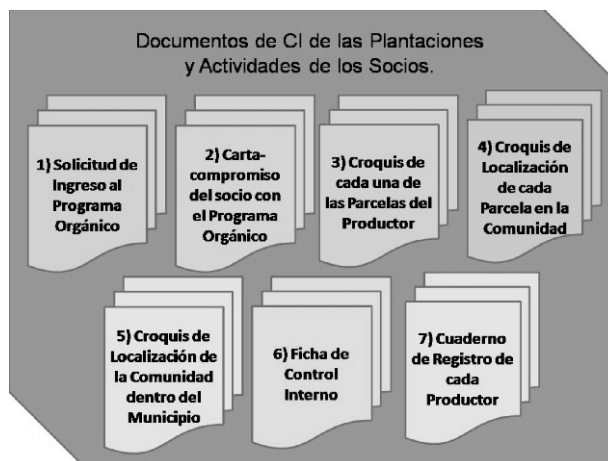 Documentos de CI de las Plantaciones
y Actividades de los Socios.
1) Solicitud de
Ingreso al
Programa
Orgánico
2) Carta-
compromiso
del socio con
el Programa
Orgánico
3) Croquis de
cada una de
las Parcelas del
Productor
4) Croquis de
Localización
de cada
Parcela en la
Comunidad
5) Croquis de
Localización de
la Comunidad
dentro del
Municipio
6) Ficha de
Control
Interno
7) Cuaderno
de Registro de
cada
Productor